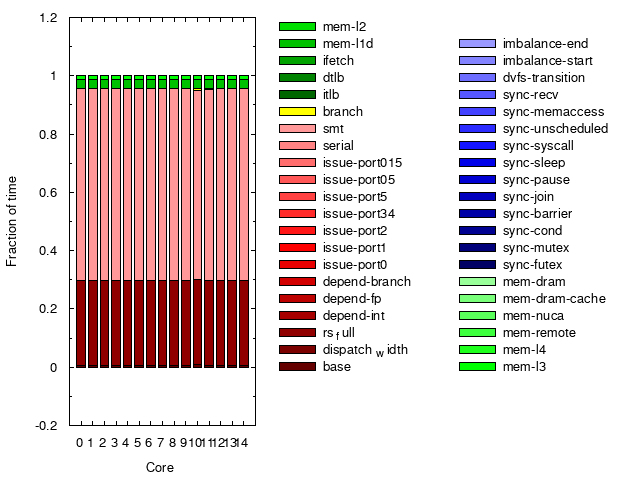 1.2
1
0.8
0.6
0.4
0.2
0
-0.2
Fraction of time
0 1 2 3 4 5 6 7 8 9 10 11 12 13 14
Core
mem-l2
mem-l1d
ifetch
dtlb
itlb
branch
smt
serial
issue-port015
issue-port05
issue-port5
issue-port34
issue-port2
issue-port1
issue-port0
depend-branch
depend-fp
depend-int
rs_full
dispatch_width
base
imbalance-end
imbalance-start
dvfs-transition
sync-recv
sync-memaccess
sync-unscheduled
sync-syscall
sync-sleep
sync-pause
sync-join
sync-barrier
sync-cond
sync-mutex
sync-futex
mem-dram
mem-dram-cache
mem-nuca
mem-remote
mem-l4
mem-l3